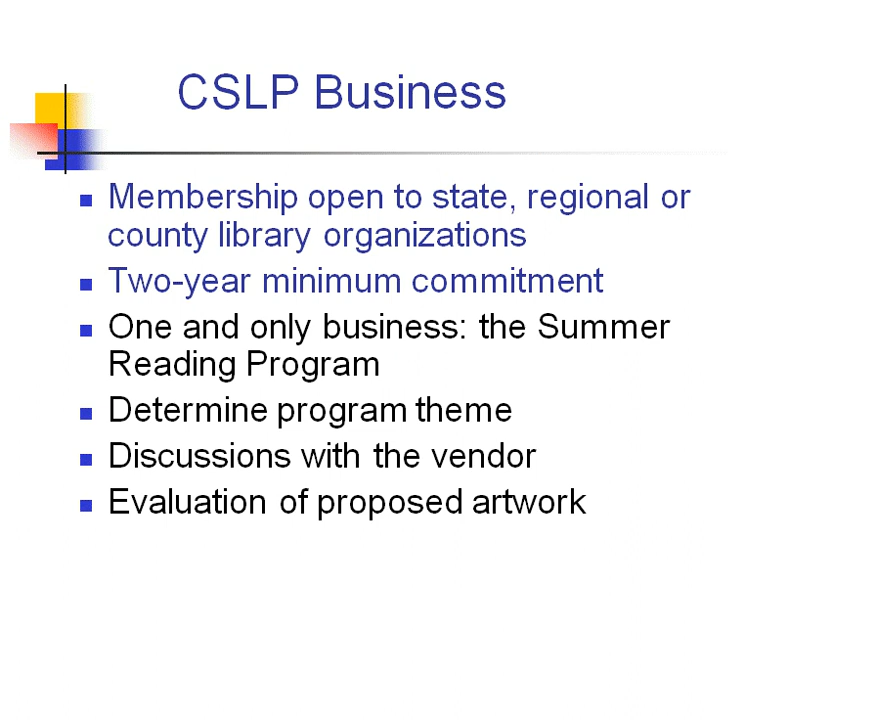 CSLP Business
Membership open to state, regional or
county library organizations
Two-year minimum commitment
One and only business: the Summer
Reading Program
Determine program theme
Discussions with the vendor
Evaluation of proposed artwork